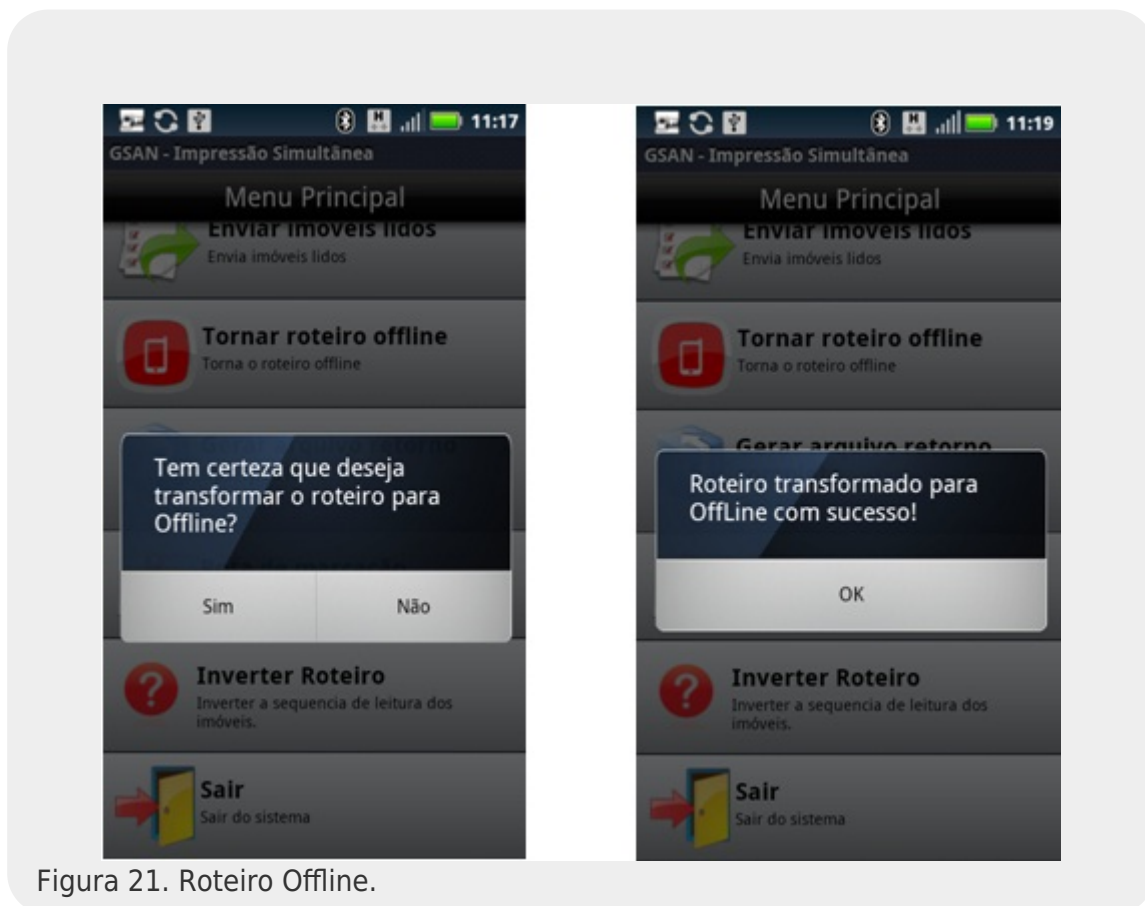 11:17
GSAN - Impressão Simultânea
Menu Principal
Enviar imóveis lidos
Envia imóveis lidos
Tornar roteiro offline
Torna o roteiro offline
Tem certeza que deseja
transformar o roteiro para
Offline?
Sim Não
Inverter Roteiro
Inverter a sequencia de leitura dos
imóveis.
Sair
Sair do sistema
11:19
GSAN - Impressão Simultânea
Menu Principal
Enviar imóveis lidos
Envia imóveis lidos
Tornar roteiro offline
Torna o roteiro offline
Gerar arquivo retorno
Roteiro transformado para
OffLine com sucesso!
OK
Inverter Roteiro
Inverter a sequencia de leitura dos
imóveis.
Sair
Sair do sistema
Figura 21. Roteiro Offline.